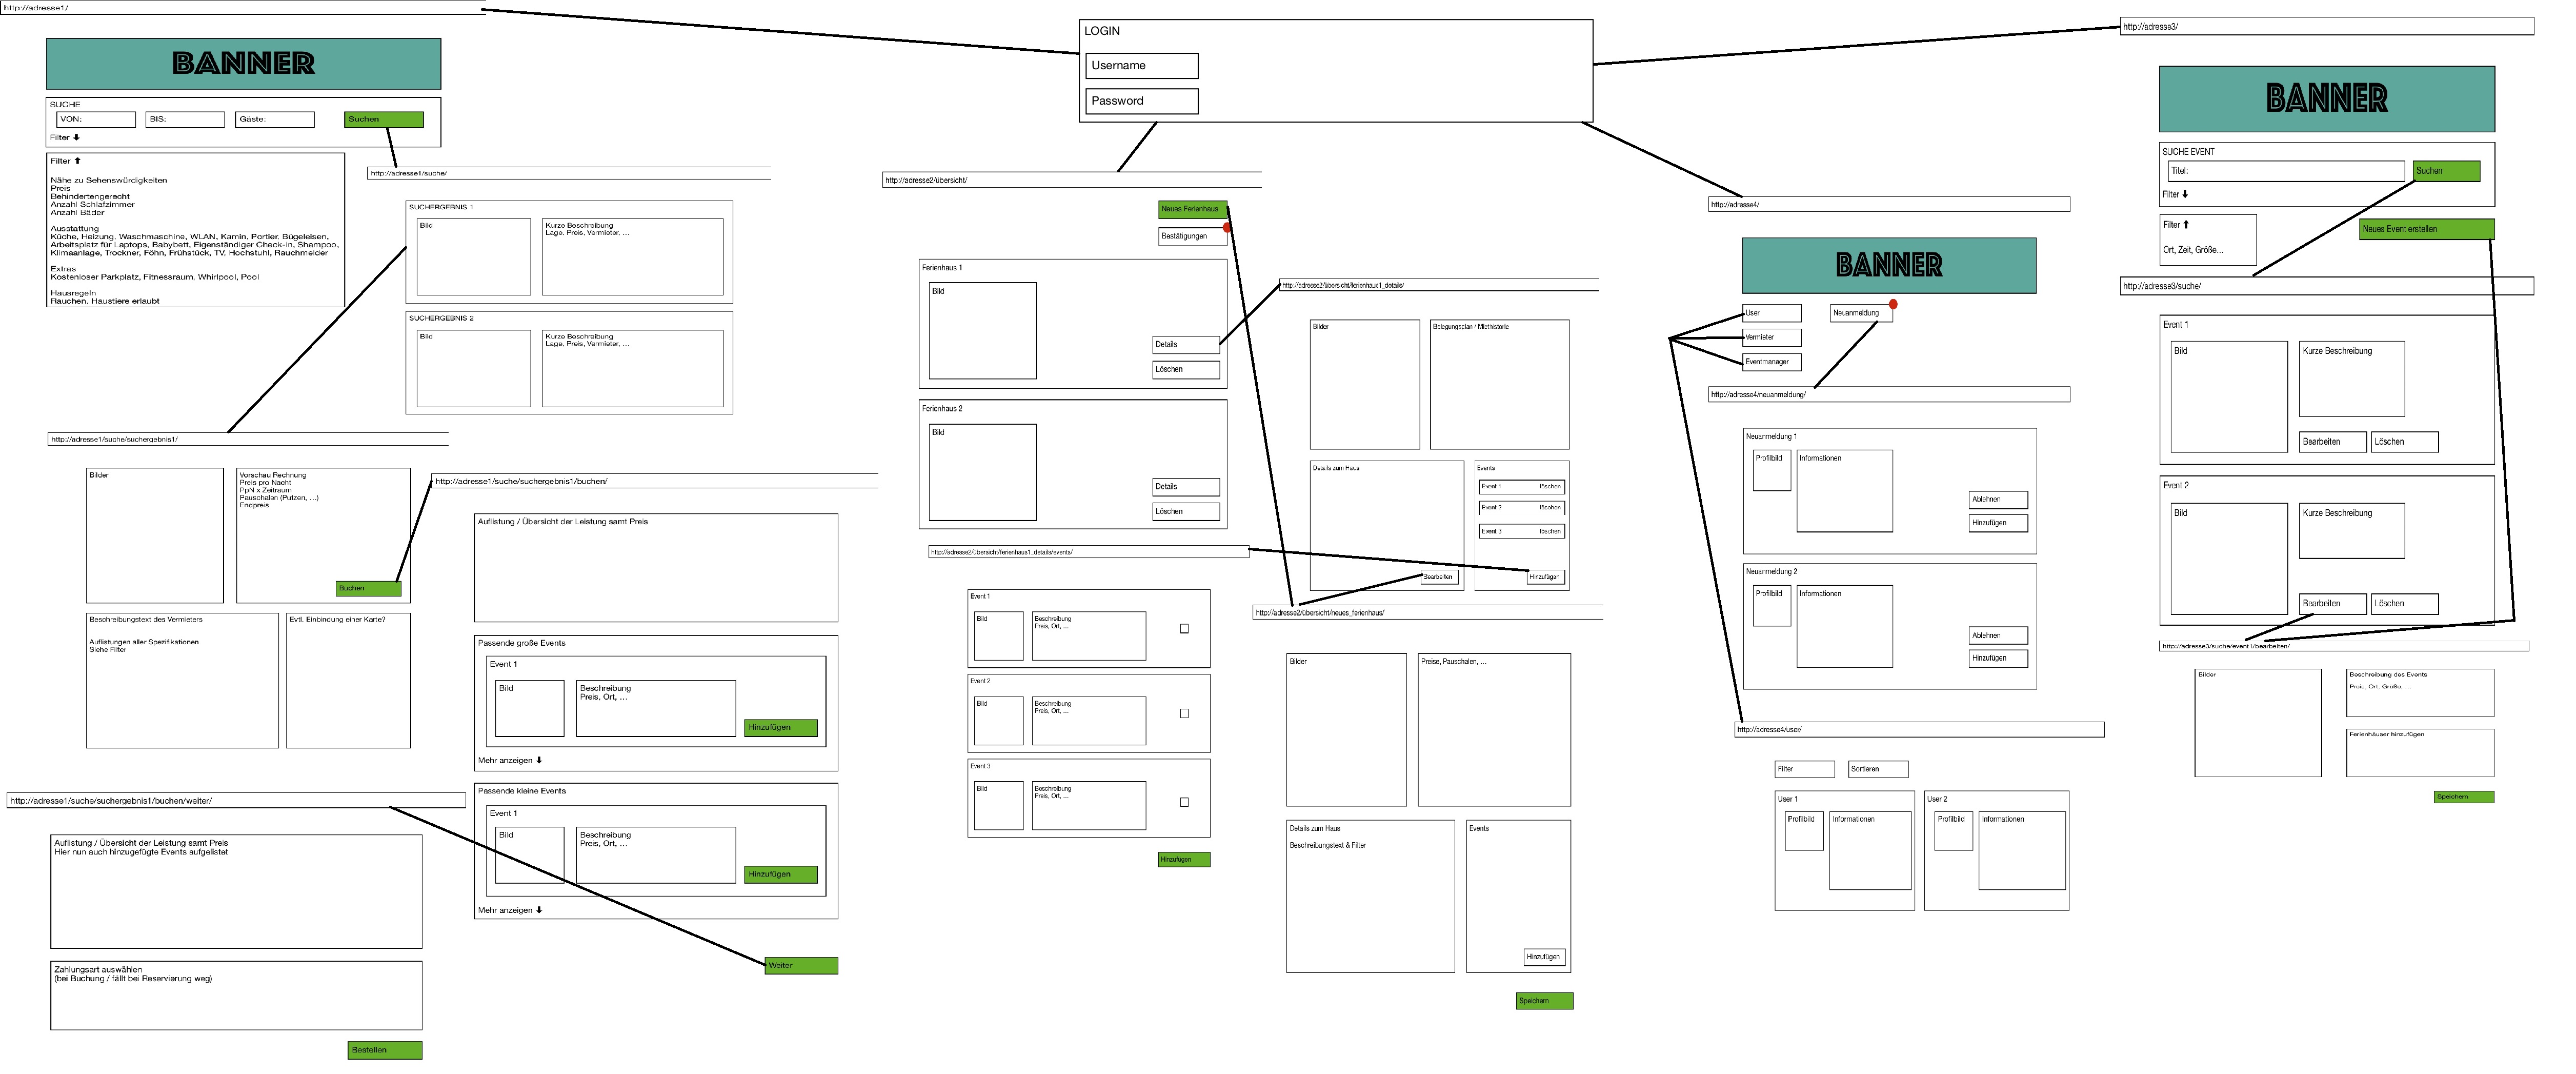 http://adresse1/
BANNER
SUCHE
VON:
BIS:
Gäste:
Suchen
Filter ⬇
Filter ⬆
Nähe zu Sehenswürdigkeiten
Preis
Behindertengerecht
Anzahl Schlafzimmer
Anzahl Bäder
Ausstattung
Küche, Heizung, Waschmaschine, WLAN, Kamin, Portier, Bügeleisen,
Arbeitsplatz für Laptops, Babybett, Eigenständiger Check-in, Shampoo,
Klimaanlage, Trockner, Föhn, Frühstück, TV, Hochstuhl, Rauchmelder
Extras
Kostenloser Parkplatz, Fitnessraum, Whirlpool, Pool
Hausregeln
Rauchen, Haustiere erlaubt
http://adresse1/suche/
SUCHERGEBNIS 1
Bild
Kurze Beschreibung
Lage, Preis, Vermieter, ...
SUCHERGEBNIS 2
Bild
Kurze Beschreibung
Lage, Preis, Vermieter, ...
http://adresse1/suche/suchergebnis1/
Bilder
Vorschau Rechnung
Preis pro Nacht
PpN x Zeitraum
Pauschalen (Putzen, ...)
Endpreis
Buchen
Beschreibungstext des Vermieters
Auflistungen aller Spezifikationen
Siehe Filter
Evtl. Einbindung einer Karte?
http://adresse1/suche/suchergebnis1/buchen/
Auflistung / Übersicht der Leistung samt Preis
Passende große Events
Event 1
Bild
Beschreibung
Preis, Ort, ...
Hinzufügen
Mehr anzeigen ⬇
Passende kleine Events
Event 1
Bild
Beschreibung
Preis, Ort, ...
Hinzufügen
Mehr anzeigen ⬇
Weiter
http://adresse1/suche/suchergebnis1/buchen/weiter/
Auflistung / Übersicht der Leistung samt Preis
Hier nun auch hinzugefügte Events aufgelistet
Zahlungsart auswählen
(bei Buchung / fällt bei Reservierung weg)
Bestellen
LOGIN
Username
Password
http://adresse2/übersicht/
Neues Ferienhaus
Bestätigungen
Ferienhaus 1
Bild
Details
Löschen
Ferienhaus 2
Bild
Details
Löschen
http://adresse2/übersicht/ferienhaus1_details/
Bilder
Belegungsplan / Miethistorie
Details zum Haus
Bearbeiten
Events
Event 1 löschen
Event 2 löschen
Event 3 löschen
Hinzufügen
http://adresse2/übersicht/ferienhaus1_details/events/
Event 1
Bild
Beschreibung
Preis, Ort, ...
Event 2
Bild
Beschreibung
Preis, Ort, ...
Event 3
Bild
Beschreibung
Preis, Ort, ...
Hinzufügen
http://adresse2/übersicht/neues_ferienhaus/
Bilder
Preise, Pauschalen, ...
Details zum Haus
Beschreibungstext & Filter
Events
Hinzufügen
Speichern
http://adresse4/
BANNER
User
Vermieter
Eventmanager
Neuanmeldung
http://adresse4/neuanmeldung/
Neuanmeldung 1
Profilbild
Informationen
Ablehnen
Hinzufügen
Neuanmeldung 2
Profilbild
Informationen
Ablehnen
Hinzufügen
http://adresse4/user/
Filter
Sortieren
User 1
Profilbild
Informationen
User 2
Profilbild
Informationen
http://adresse3/
BANNER
SUCHE EVENT
Titel:
Suchen
Filter ⬇
Filter ⬆
Ort, Zeit, Größe...
Neues Event erstellen
http://adresse3/suche/
Event 1
Bild
Kurze Beschreibung
Bearbeiten
Löschen
Event 2
Bild
Kurze Beschreibung
Bearbeiten
Löschen
http://adresse3/suche/event1/bearbeiten/
Bilder
Beschreibung des Events
Preis, Ort, Größe, ...
Ferienhäuser hinzufügen
Speichern